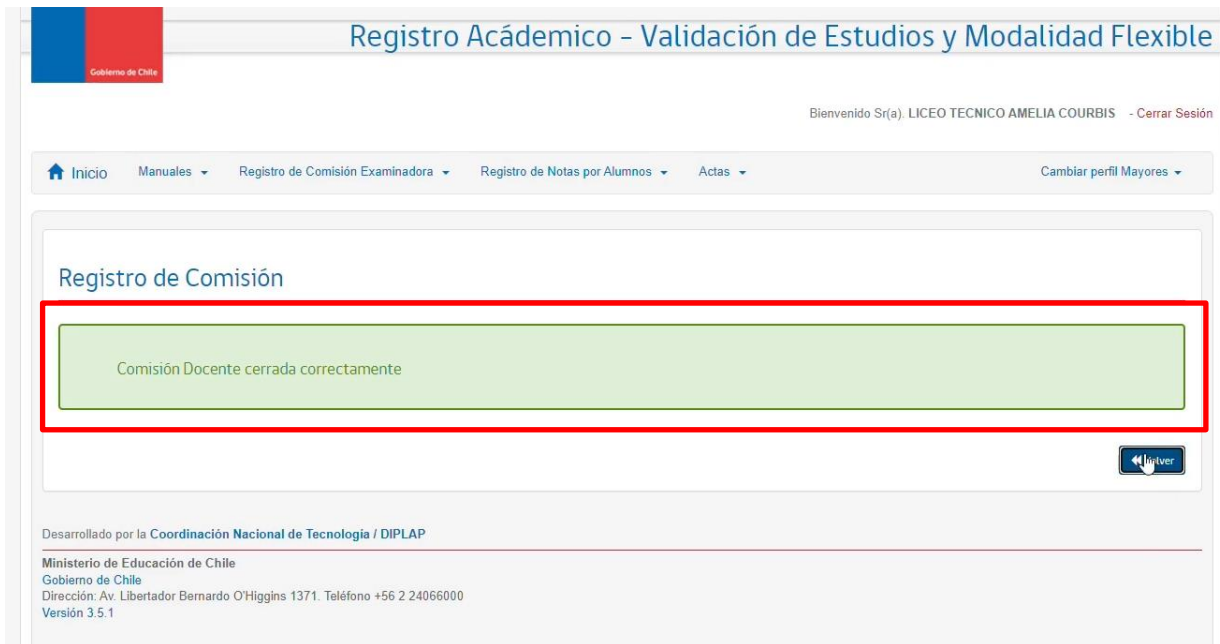 Registro Acádemico - Validación de Estudios y Modalidad Flexible
Gobierno de Chile
Bienvenido Sr(a). LICEO TECNICO AMELIA COURBIS - Cerrar Sesión
Inicio Manuales Registro de Comisión Examinadora Registro de Notas por Alumnos Actas Cambiar perfil Mayores
Registro de Comisión
Comisión Docente cerrada correctamente
Desarrollado por la Coordinación Nacional de Tecnología / DIPLAP
Ministerio de Educación de Chile
Gobierno de Chile
Dirección: Av. Libertador Bernardo O'Higgins 1371. Teléfono +56 2 24066000
Versión 3.5.1